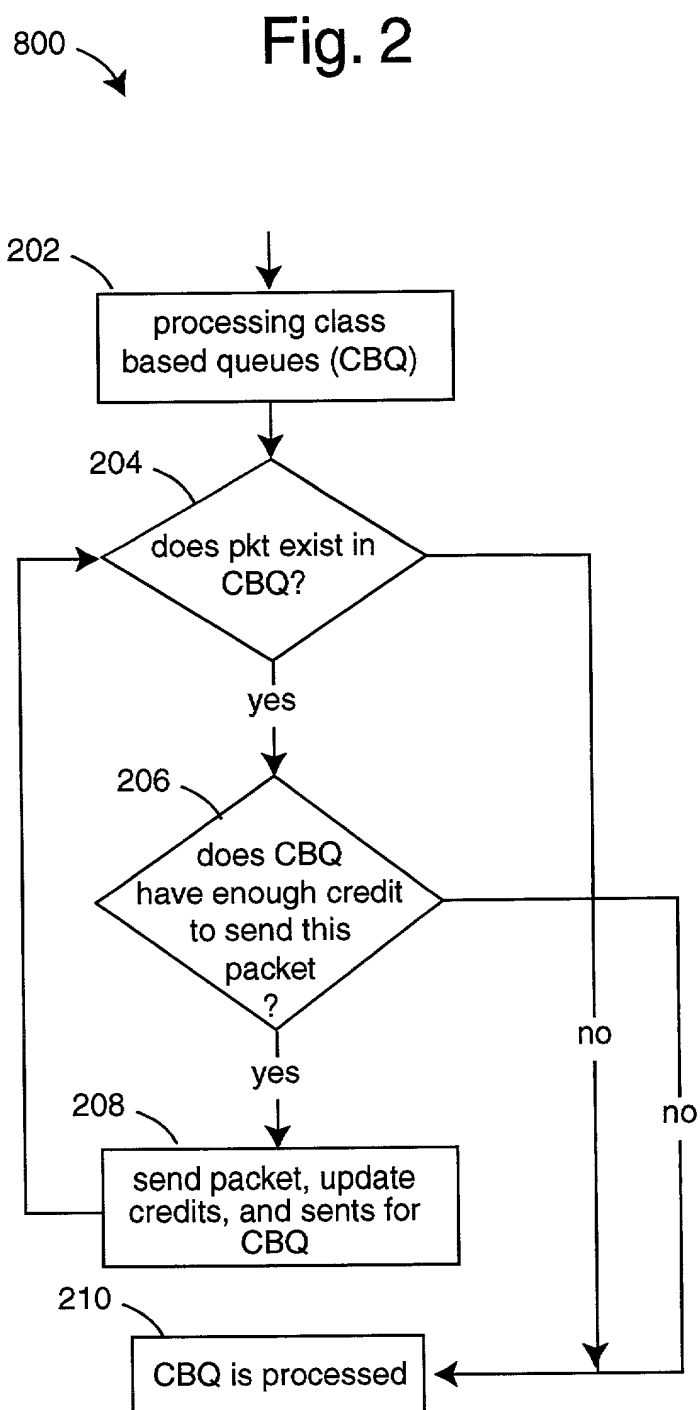 Fig. 2
800
202
processing class
based queues (CBQ)
204
does pkt exist in
CBQ?
yes
206
does CBQ
have enough credit
to send this
packet
?
no
yes
no
208
send packet, update
credits, and sents for
CBQ
210
CBQ is processed